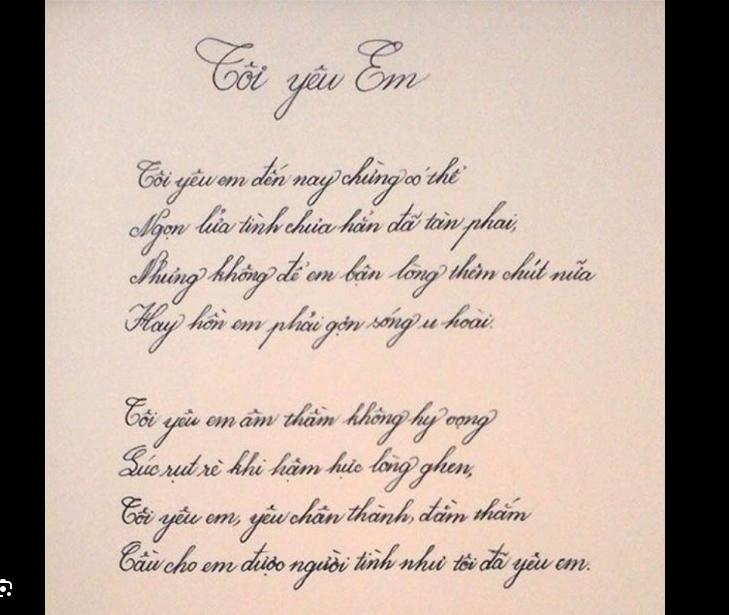 Tôi yêu Em
Tôi yêu em đến nay chừng có thể
Ngọn lửa tình chưa hẳn đã tàn phai,
Nhưng không để em bận lòng thêm chút nữa
Hay hồn em phải gợn sóng u hoài.
Tôi yêu em âm thầm không hy vọng
Lúc rụt rè khi hậm hực lòng ghen,
Tôi yêu em, yêu chân thành, đằm thắm
Cầu cho em được người tình như tôi đã yêu em.